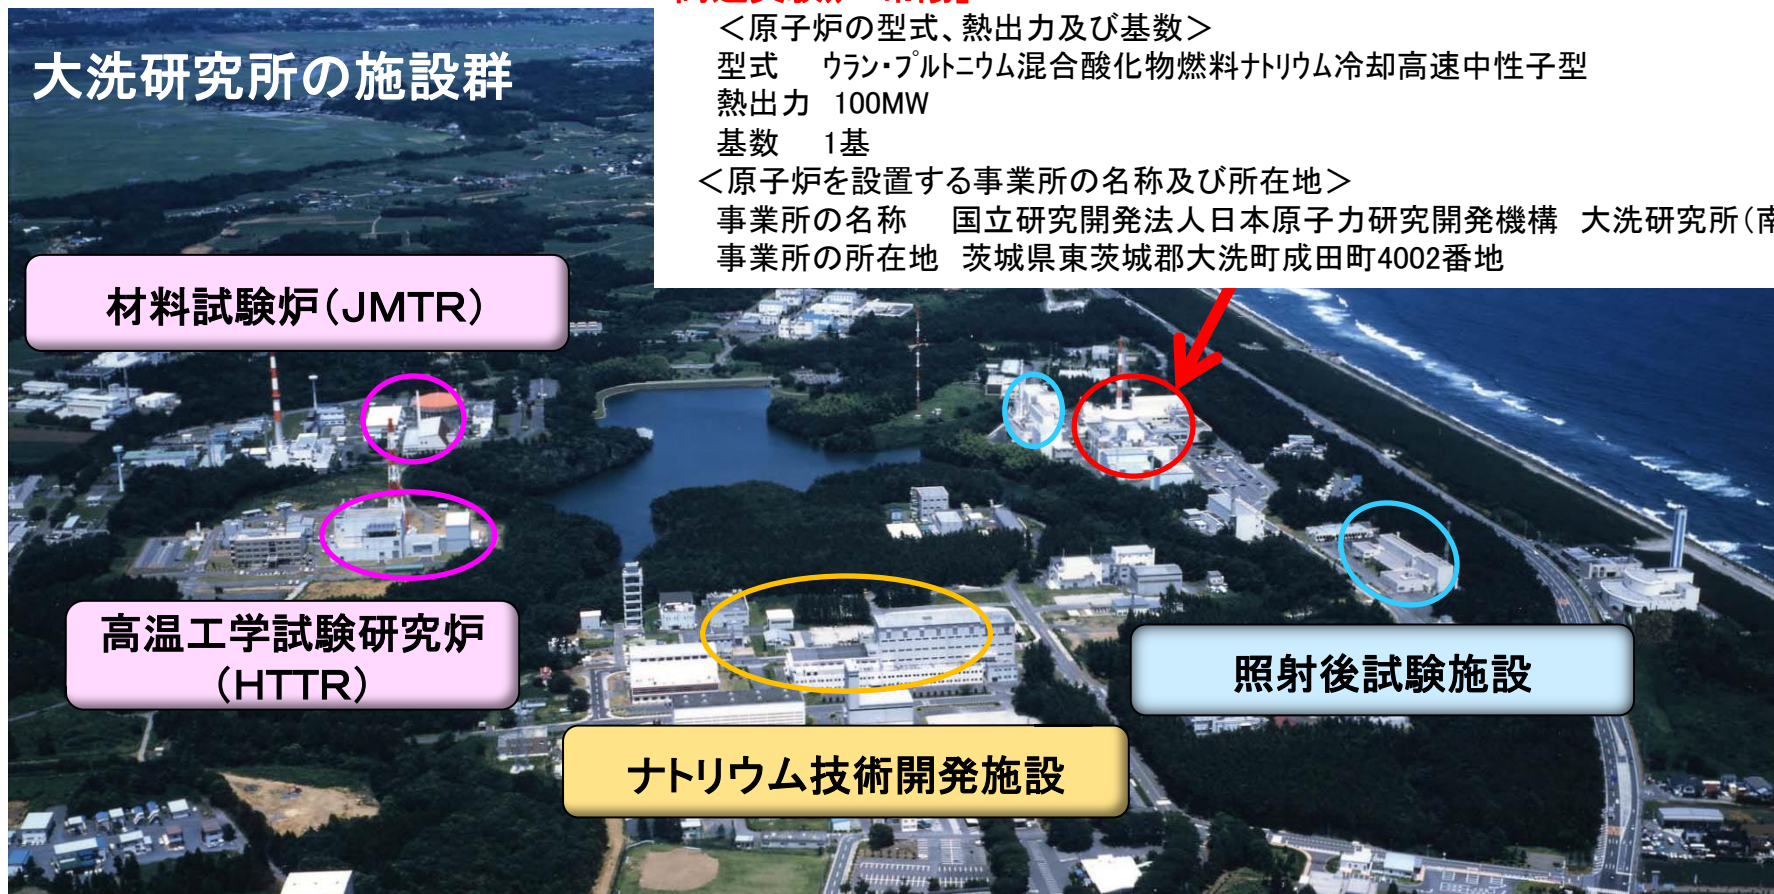 大洗研究所の施設群
＜原子炉の型式、熱出力及び基数＞
型式 ウラン・プルトニウム混合酸化物燃料ナトリウム冷却高速中性子型
熱出力 100MW
基数 1基
＜原子炉を設置する事業所の名称及び所在地＞
事業所の名称 国立研究開発法人日本原子力研究開発機構 大洗研究所（南
事業所の所在地 茨城県東茨城郡大洗町成田町4002番地
材料試験炉（JMTR）
高温工学試験研究炉
（HTTR）
照射後試験施設
ナトリウム技術開発施設